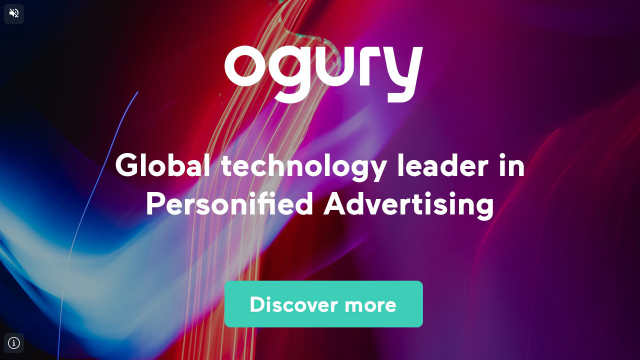 ogury
Global technology leader in
Personified Advertising
Discover more